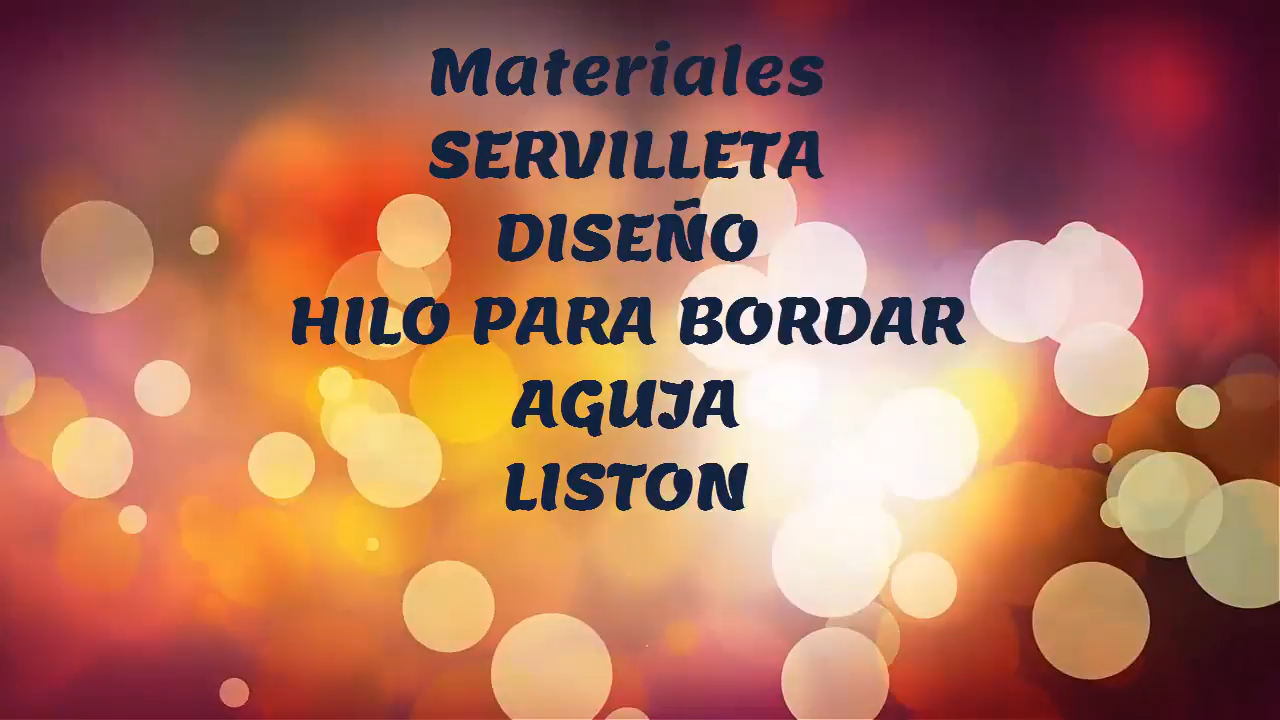 Materiales
SERVILLETA
DISEÑO
HILO PARA BORDAR
AGUJA
LISTON